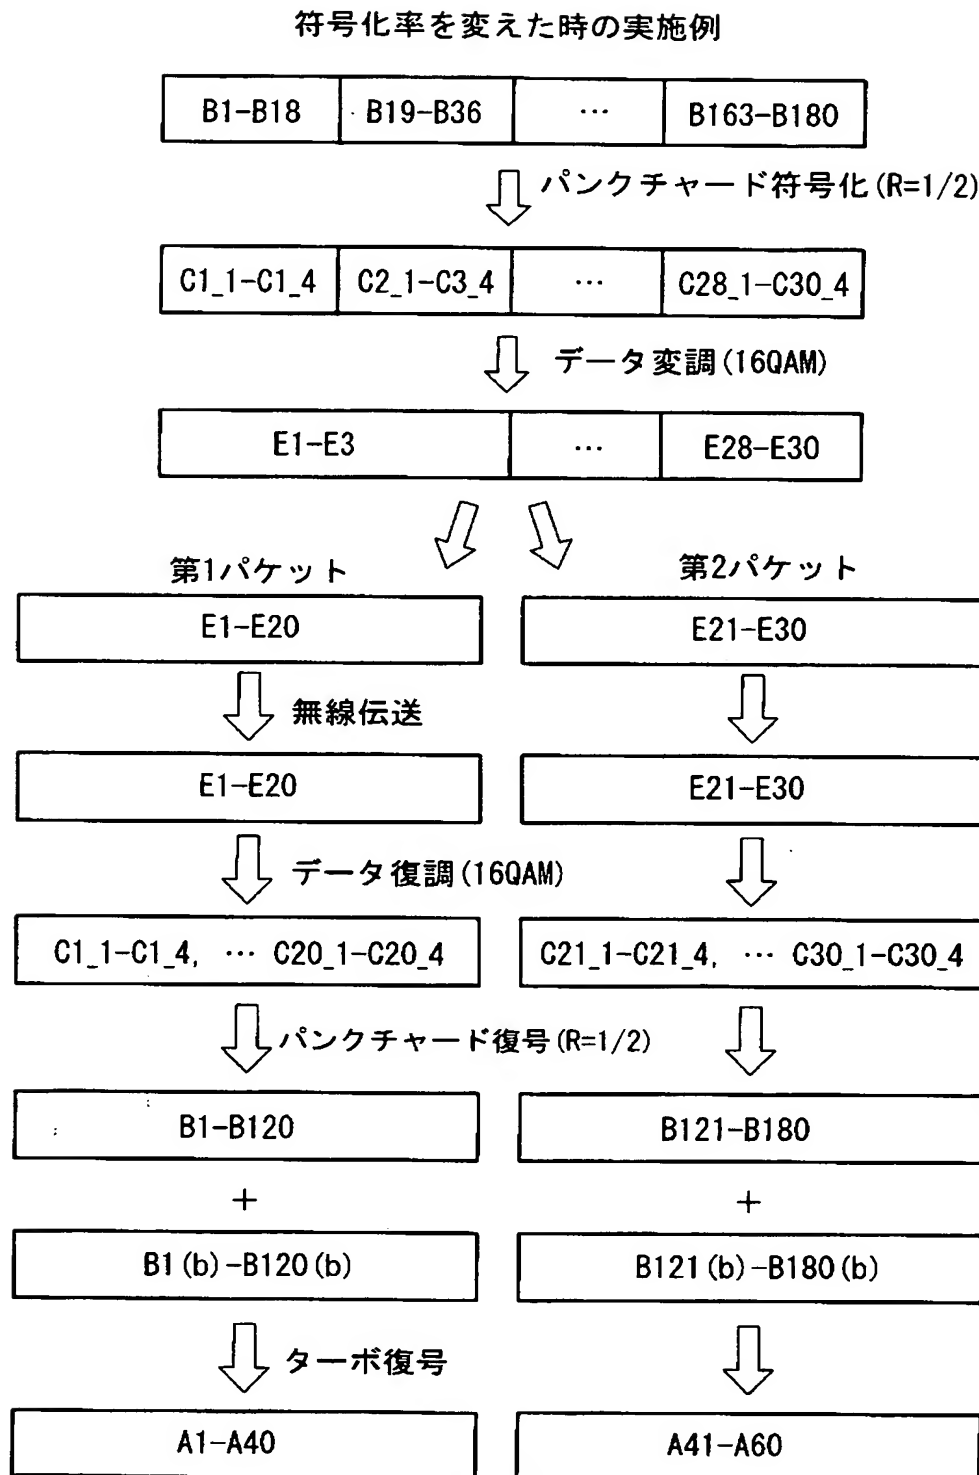 符号化率を変えた時の実施例
B1-B18 B19-B36 … B163-B180
パンクチャード符号化(R=1/2)
C1_1-C1_4 C2_1-C3_4 … C28_1-C30_4
データ変調(16QAM)
E1-E3 … E28-E30
第1パケット 第2パケット
E1-E20 E21-E30
無線伝送
E1-E20 E21-E30
データ復調(16QAM)
C1_1-C1_4, … C20_1-C20_4 C21_1-C21_4, … C30_1-C30_4
パンクチャード復号(R=1/2)
B1-B120 B121-B180
+ +
B1(b)-B120(b) B121(b)-B180(b)
ターボ復号
A1-A40 A41-A60